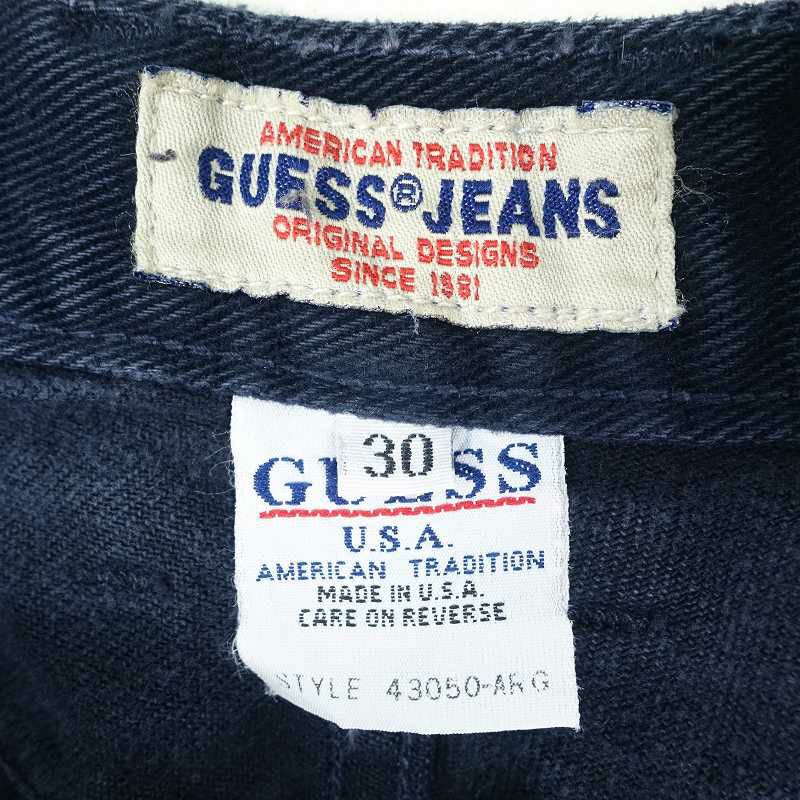 AMERICAN TRADITION
GUESS®JEANS
ORIGINAL DESIGNS
SINCE 1981
30
GUESS
U.S.A.
AMERICAN TRADITION
MADE IN U.S.A.
CARE ON REVERSE
STYLE 43050-ARG